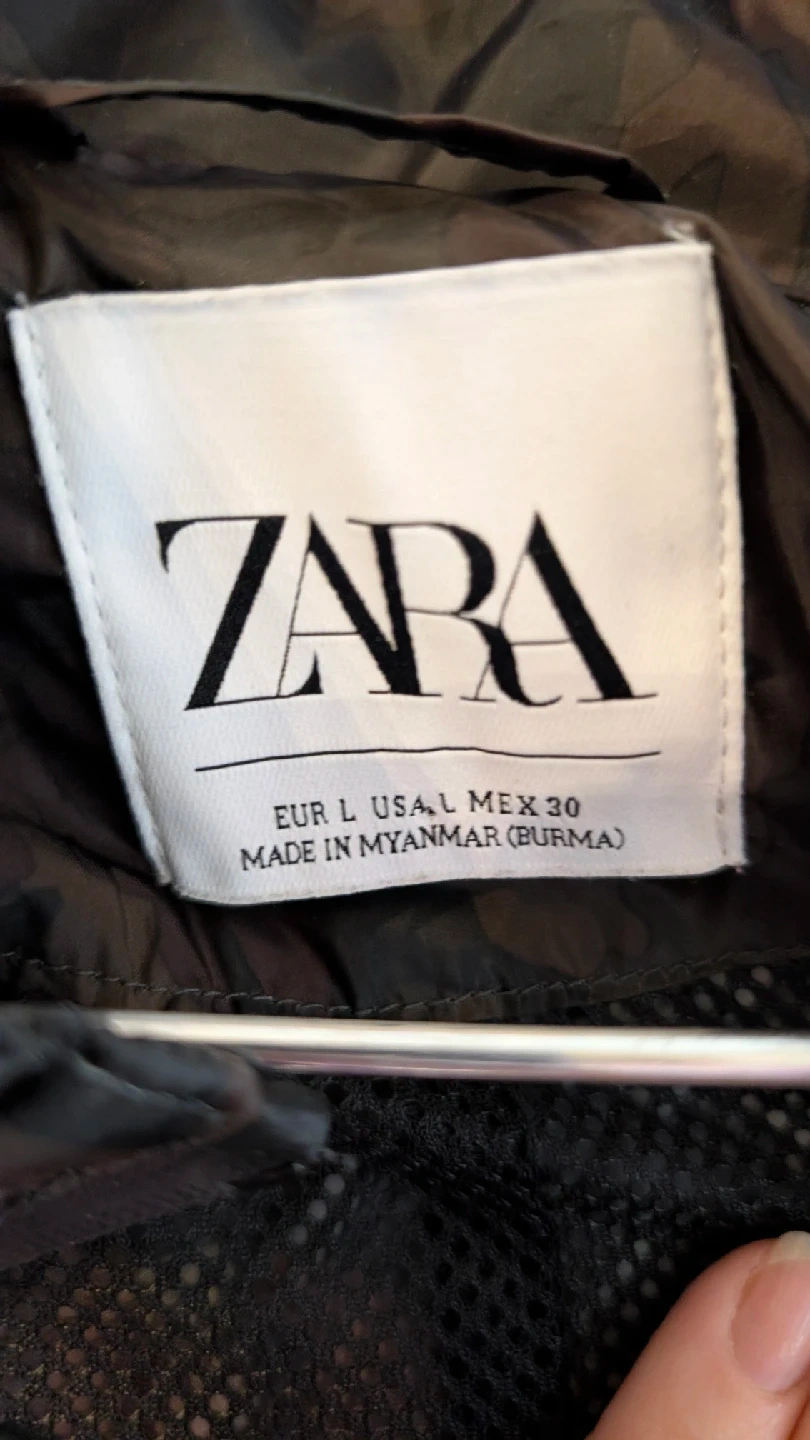 ZARA
EUR L USA L MEX 30
MADE IN MYANMAR (BURMA)